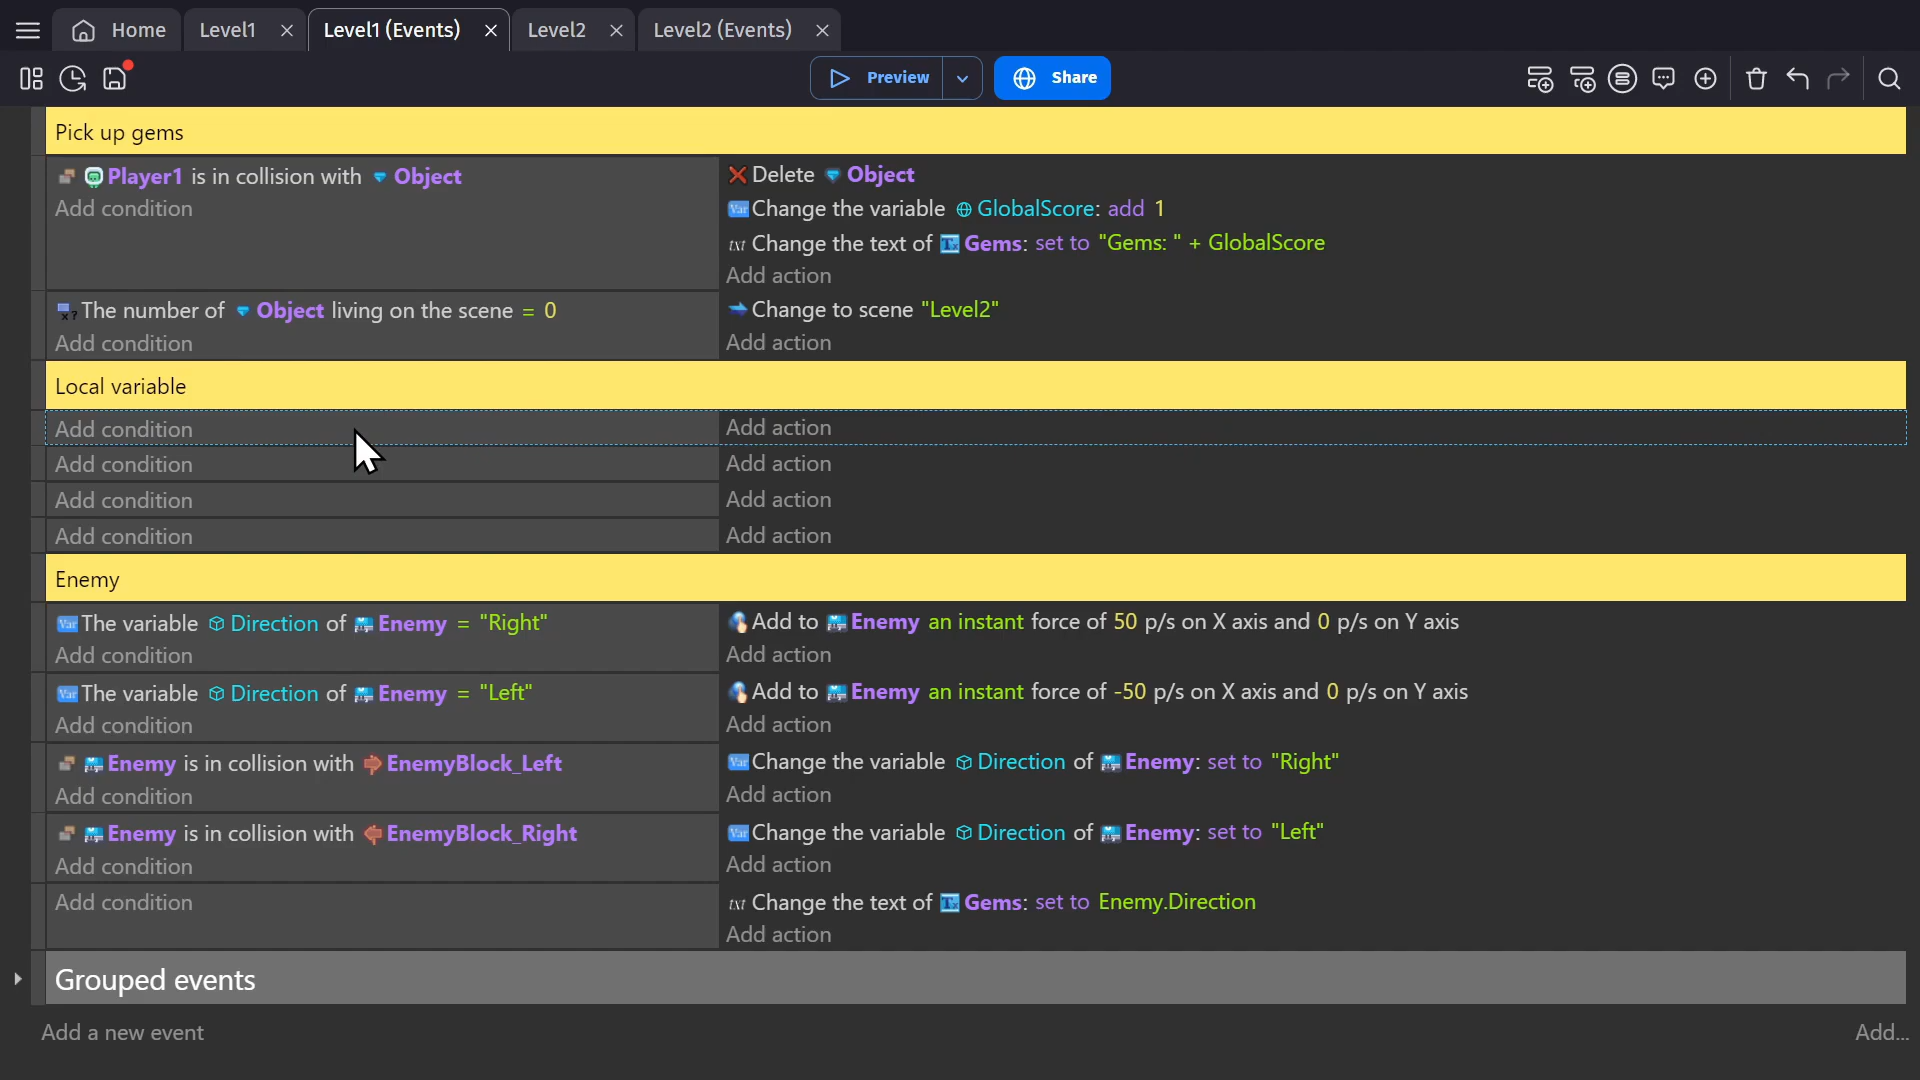 Home
Level1
Level1 (Events)
Level2
Level2 (Events)
Preview
Share
Pick up gems
Player1 is in collision with Object
Add condition
Delete Object
Change the variable GlobalScore: add 1
Change the text of Gems: set to "Gems: " + GlobalScore
Add action
The number of Object living on the scene = 0
Add condition
Change to scene "Level2"
Add action
Local variable
Add condition
Add action
Add condition
Add action
Add condition
Add action
Add condition
Add action
Enemy
The variable Direction of Enemy = "Right"
Add condition
Add to Enemy an instant force of 50 p/s on X axis and 0 p/s on Y axis
Add action
The variable Direction of Enemy = "Left"
Add condition
Add to Enemy an instant force of -50 p/s on X axis and 0 p/s on Y axis
Add action
Enemy is in collision with EnemyBlock_Left
Add condition
Change the variable Direction of Enemy: set to "Right"
Add action
Enemy is in collision with EnemyBlock_Right
Add condition
Change the variable Direction of Enemy: set to "Left"
Add action
Add condition
Change the text of Gems: set to Enemy.Direction
Add action
Grouped events
Add a new event
Add...